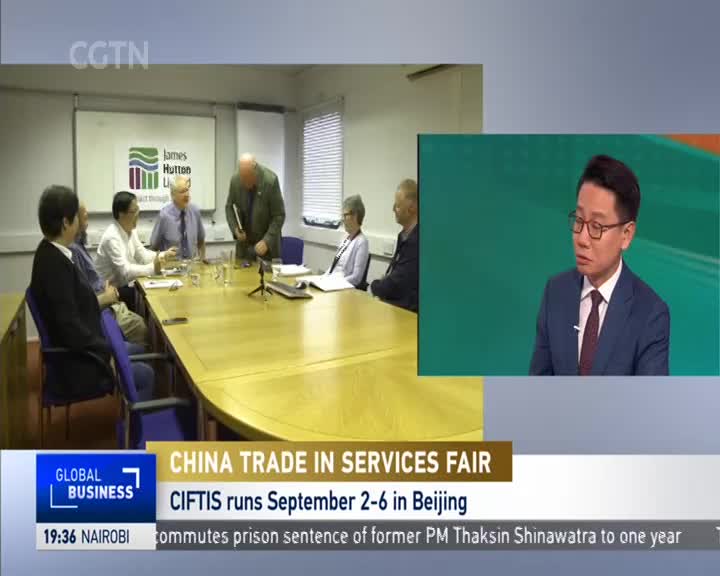 CGTN
James
Hutton
Limited
CHINA TRADE IN SERVICES FAIR
GLOBAL
BUSINESS
CIFTIS runs September 2-6 in Beijing
19:36 NAIROBI
commutes prison sentence of former PM Thaksin Shinawatra to one year